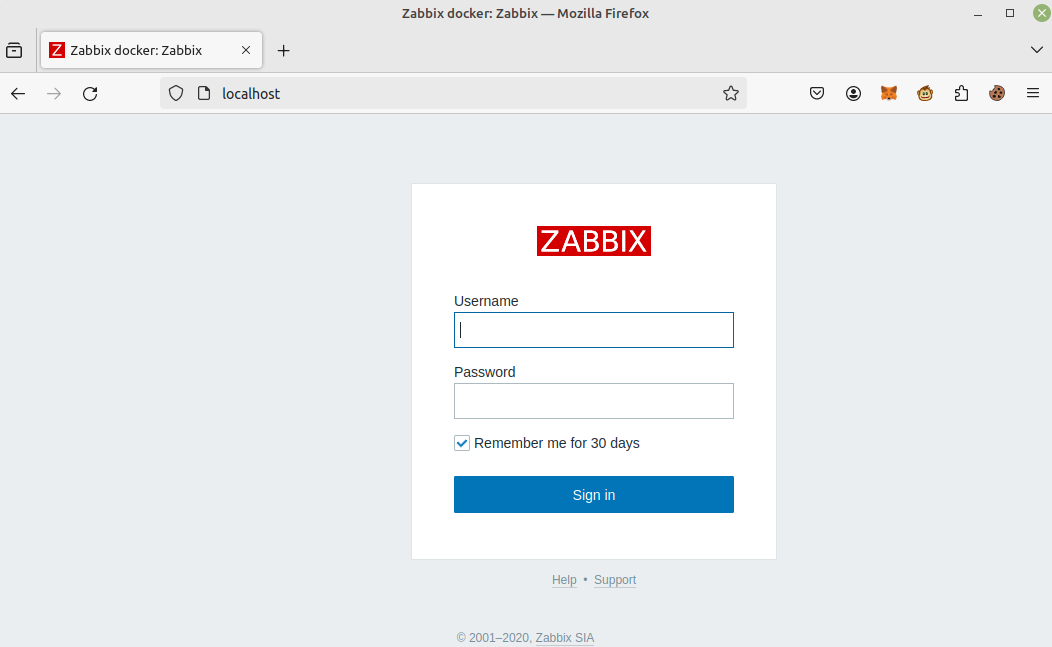 Zabbix docker: Zabbix — Mozilla Firefox
Z Zabbix docker: Zabbix
localhost
ZABBIX
Username
Password
Remember me for 30 days
Sign in
Help • Support
© 2001–2020, Zabbix SIA